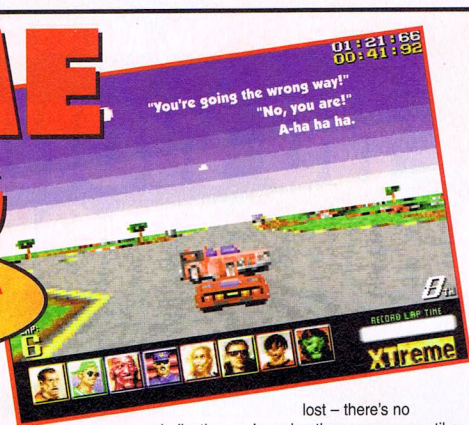 01:21:66
00:41:92
"You're going the wrong way!"
"No, you are!"
A-ha ha ha.
8TH
6
RECORD LAP TIME
XTreme
lost – there's no